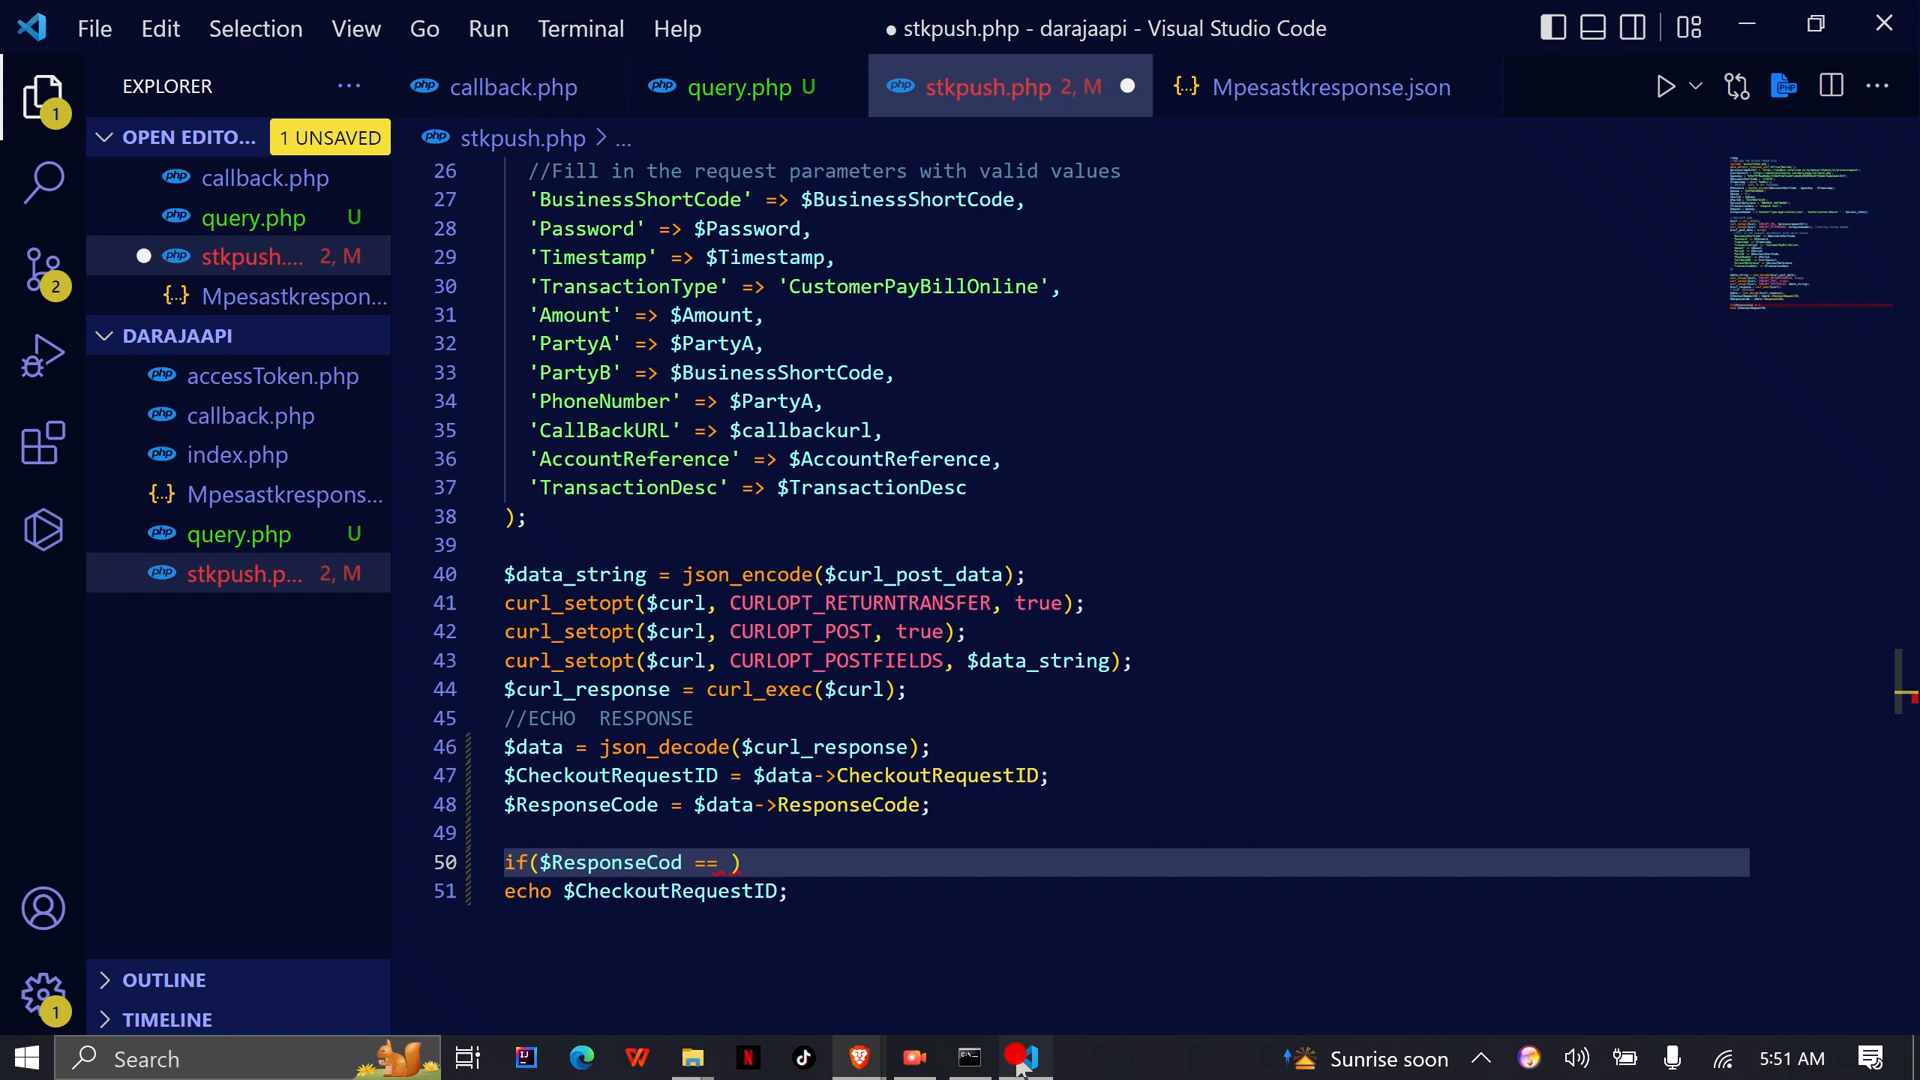 File Edit Selection View Go Run Terminal Help
● stkpush.php - darajaapi - Visual Studio Code
EXPLORER
callback.php
query.php U
stkpush.php 2, M
Mpesastkresponse.json
OPEN EDITO... 1 UNSAVED
callback.php
query.php U
stkpush.... 2, M
Mpesastkrespon...
DARAJAAPI
accessToken.php
callback.php
index.php
Mpesastkrespons...
query.php U
stkpush.p... 2, M
OUTLINE
TIMELINE
1
2
1
stkpush.php > ...
26 //Fill in the request parameters with valid values
27 'BusinessShortCode' => $BusinessShortCode,
28 'Password' => $Password,
29 'Timestamp' => $Timestamp,
30 'TransactionType' => 'CustomerPayBillOnline',
31 'Amount' => $Amount,
32 'PartyA' => $PartyA,
33 'PartyB' => $BusinessShortCode,
34 'PhoneNumber' => $PartyA,
35 'CallBackURL' => $callbackurl,
36 'AccountReference' => $AccountReference,
37 'TransactionDesc' => $TransactionDesc
38 );
39
40 $data_string = json_encode($curl_post_data);
41 curl_setopt($curl, CURLOPT_RETURNTRANSFER, true);
42 curl_setopt($curl, CURLOPT_POST, true);
43 curl_setopt($curl, CURLOPT_POSTFIELDS, $data_string);
44 $curl_response = curl_exec($curl);
45 //ECHO  RESPONSE
46 $data = json_decode($curl_response);
47 $CheckoutRequestID = $data->CheckoutRequestID;
48 $ResponseCode = $data->ResponseCode;
49
50 if($ResponseCod == )
51 echo $CheckoutRequestID;
Search
Sunrise soon
5:51 AM